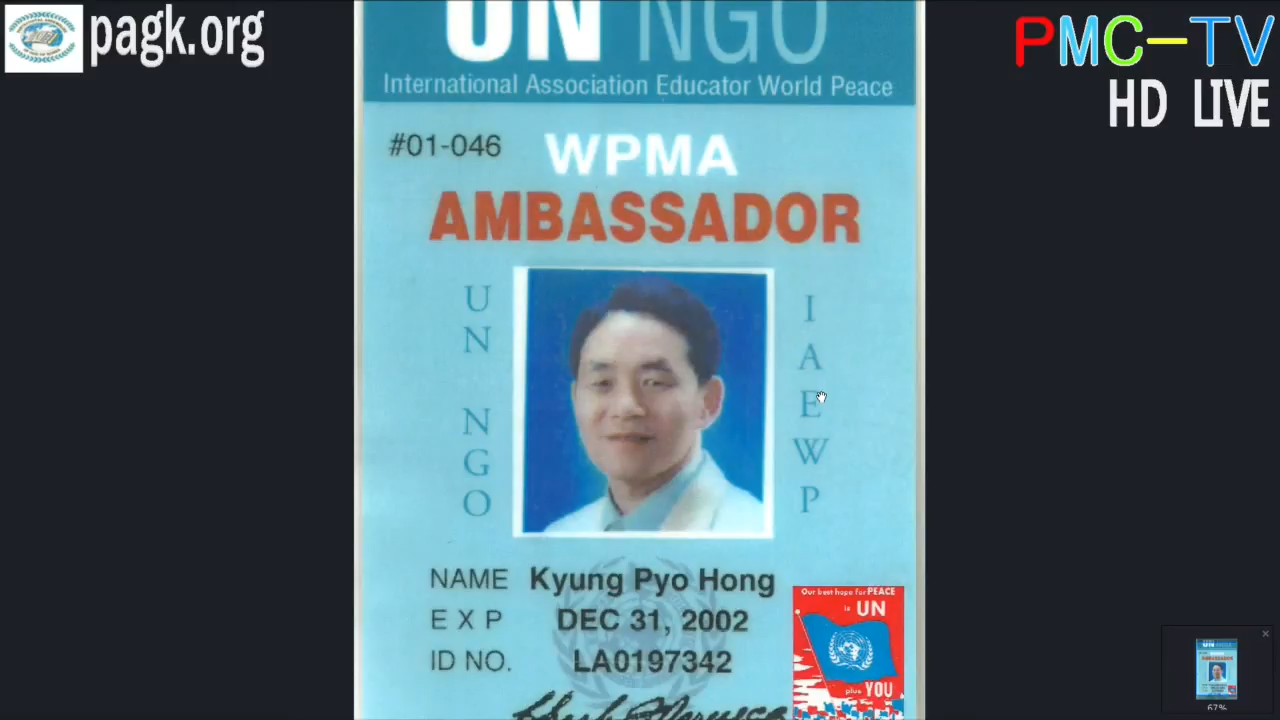 pagk.org
PMC-TV
HD LIVE
UN NGO
International Association Educator World Peace
#01-046
WPMA
AMBASSADOR
UN NGO
IAEWP
NAME Kyung Pyo Hong
EXP DEC 31, 2002
ID NO. LA0197342
Our best hope for PEACE
is UN
plus YOU
67%